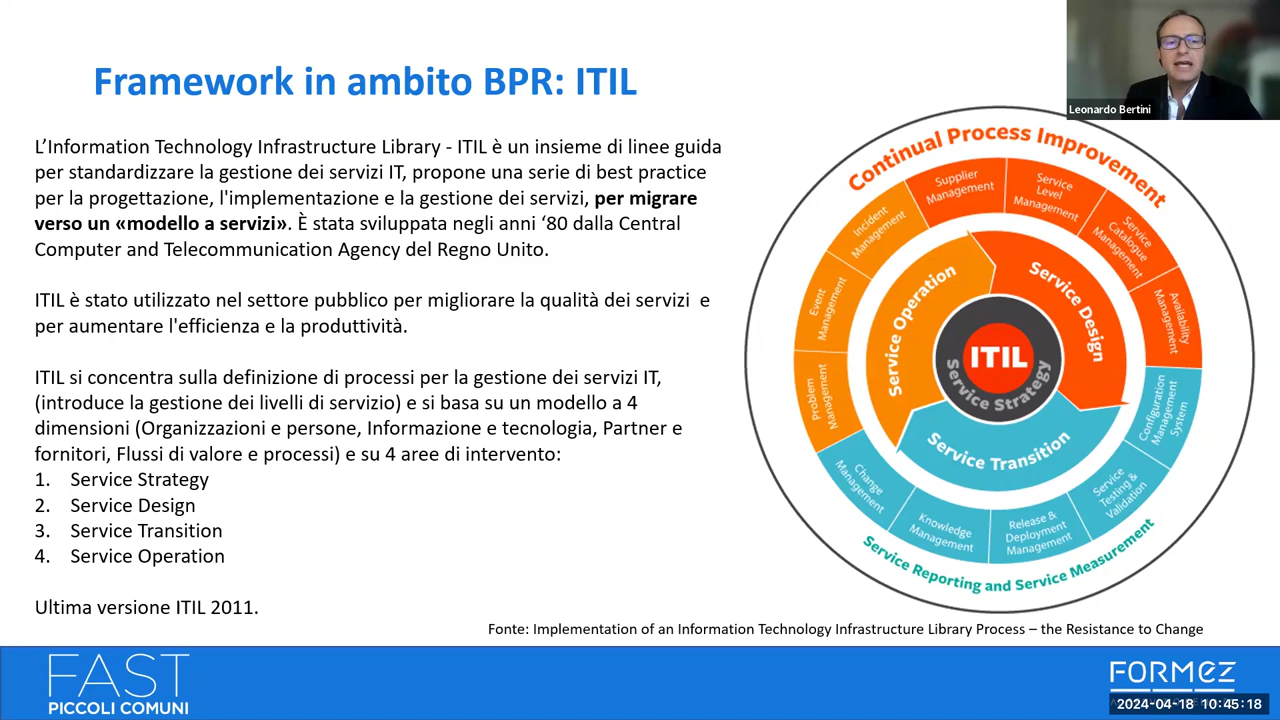 Framework in ambito BPR: ITIL
Leonardo Bertini
L’Information Technology Infrastructure Library - ITIL è un insieme di linee guida
per standardizzare la gestione dei servizi IT, propone una serie di best practice
per la progettazione, l'implementazione e la gestione dei servizi, per migrare
verso un «modello a servizi». È stata sviluppata negli anni ‘80 dalla Central
Computer and Telecommunication Agency del Regno Unito.
ITIL è stato utilizzato nel settore pubblico per migliorare la qualità dei servizi e
per aumentare l'efficienza e la produttività.
ITIL si concentra sulla definizione di processi per la gestione dei servizi IT,
(introduce la gestione dei livelli di servizio) e si basa su un modello a 4
dimensioni (Organizzazioni e persone, Informazione e tecnologia, Partner e
fornitori, Flussi di valore e processi) e su 4 aree di intervento:
1. Service Strategy
2. Service Design
3. Service Transition
4. Service Operation
Ultima versione ITIL 2011.
Continual Process Improvement
Supplier
Management
Service
Level
Management
Service
Catalogue
Management
Availability
Management
Configuration
Management
System
Service
Testing &
Validation
Release &
Deployment
Management
Knowledge
Management
Change
Management
Problem
Management
Event
Management
Incident
Management
Service Operation
Service Design
Service Transition
ITIL
Service Strategy
Service Reporting and Service Measurement
Fonte: Implementation of an Information Technology Infrastructure Library Process – the Resistance to Change
FAST
PICCOLI COMUNI
FORMEZ
2024-04-18 10:45:18